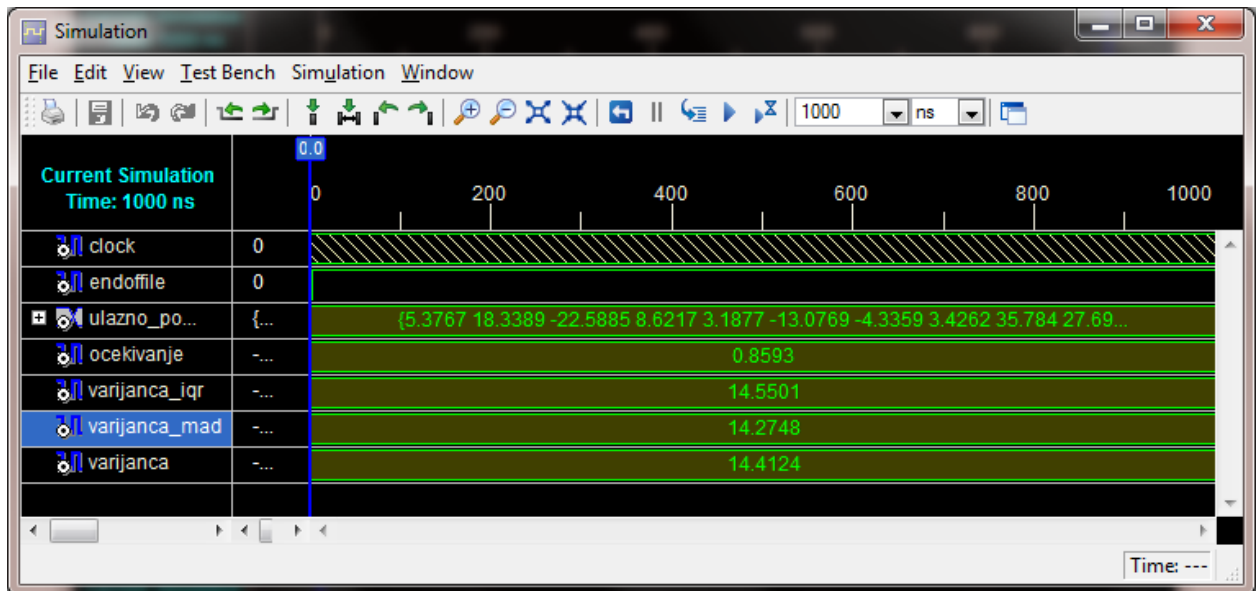 Simulation
File Edit View Test Bench Simulation Window
1000 ns
0.0
Current Simulation
Time: 1000 ns
0 200 400 600 800 1000
clock 0
endoffile 0
ulazno_po... {... {5.3767 18.3389 -22.5885 8.6217 3.1877 -13.0769 -4.3359 3.4262 35.784 27.69...
ocekivanje -... 0.8593
varijanca_iqr -... 14.5501
varijanca_mad -... 14.2748
varijanca -... 14.4124
Time: ---